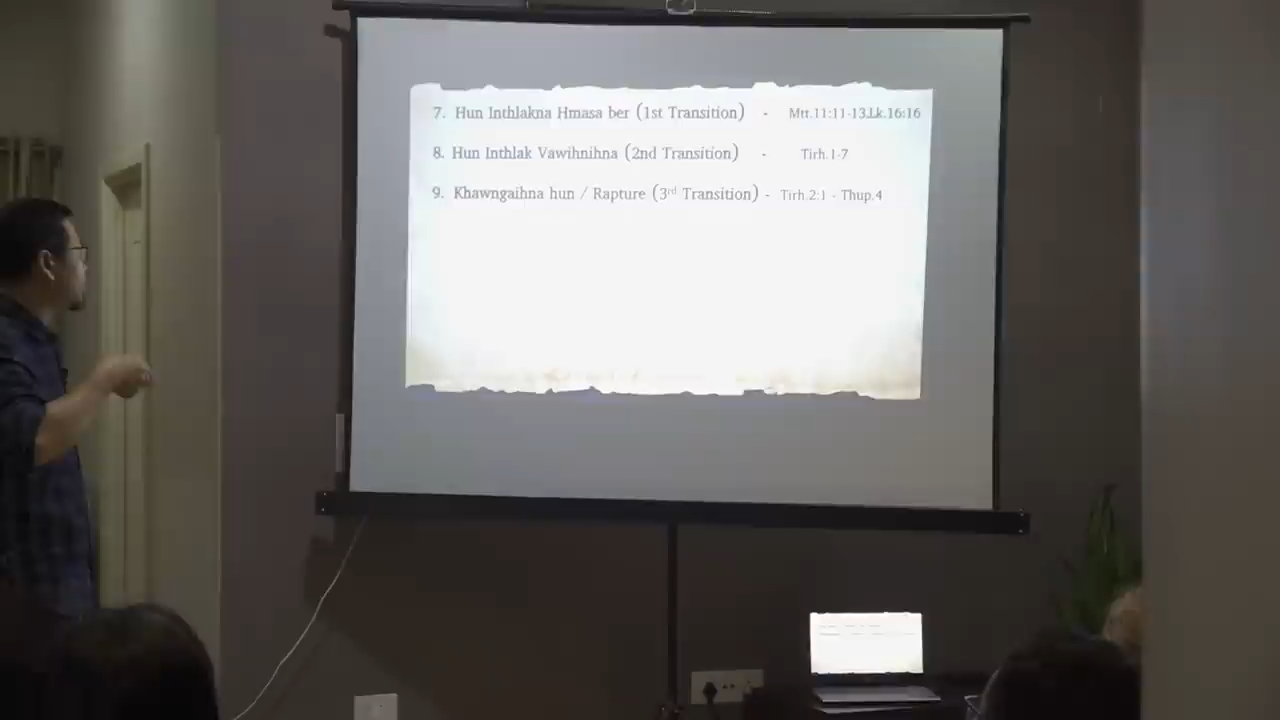 7. Hun Inthlakna Hmasa ber (1st Transition) - Mtt.11:11-13,Lk.16:16
8. Hun Inthlak Vawihnihna (2nd Transition) - Tirh.1-7
9. Khawngaihna hun / Rapture (3rd Transition) - Tirh.2:1 - Thup.4